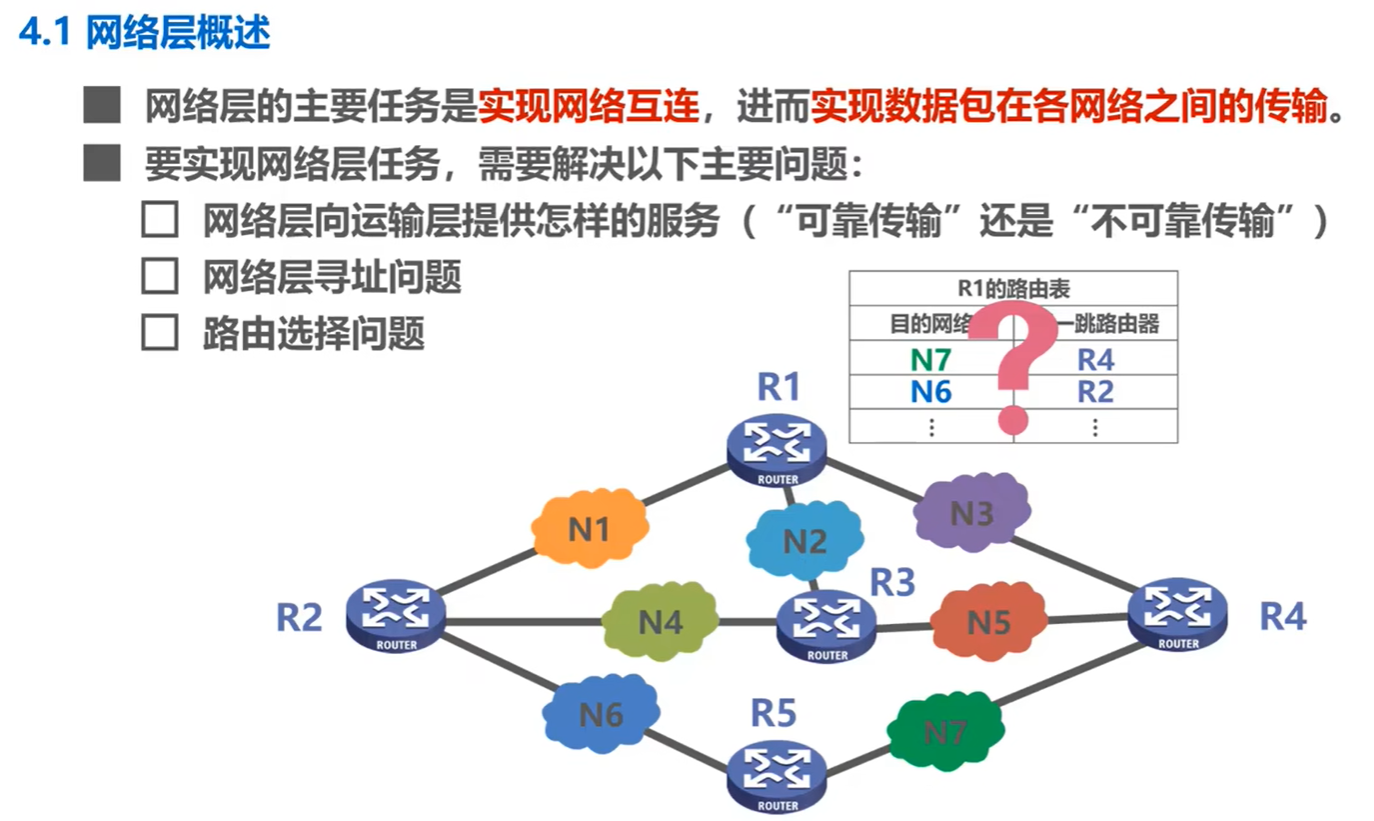 4.1 网络层概述
网络层的主要任务是实现网络互连，进而实现数据包在各网络之间的传输。
要实现网络层任务，需要解决以下主要问题：
网络层向运输层提供怎样的服务（“可靠传输”还是“不可靠传输”）
网络层寻址问题
路由选择问题
R1的路由表
目的网络 一跳路由器
N7 R4
N6 R2
⋮ ⋮
?
R1
ROUTER
N1
N2
N3
R2
ROUTER
N4
R3
ROUTER
N5
R4
ROUTER
N6
R5
ROUTER
N7